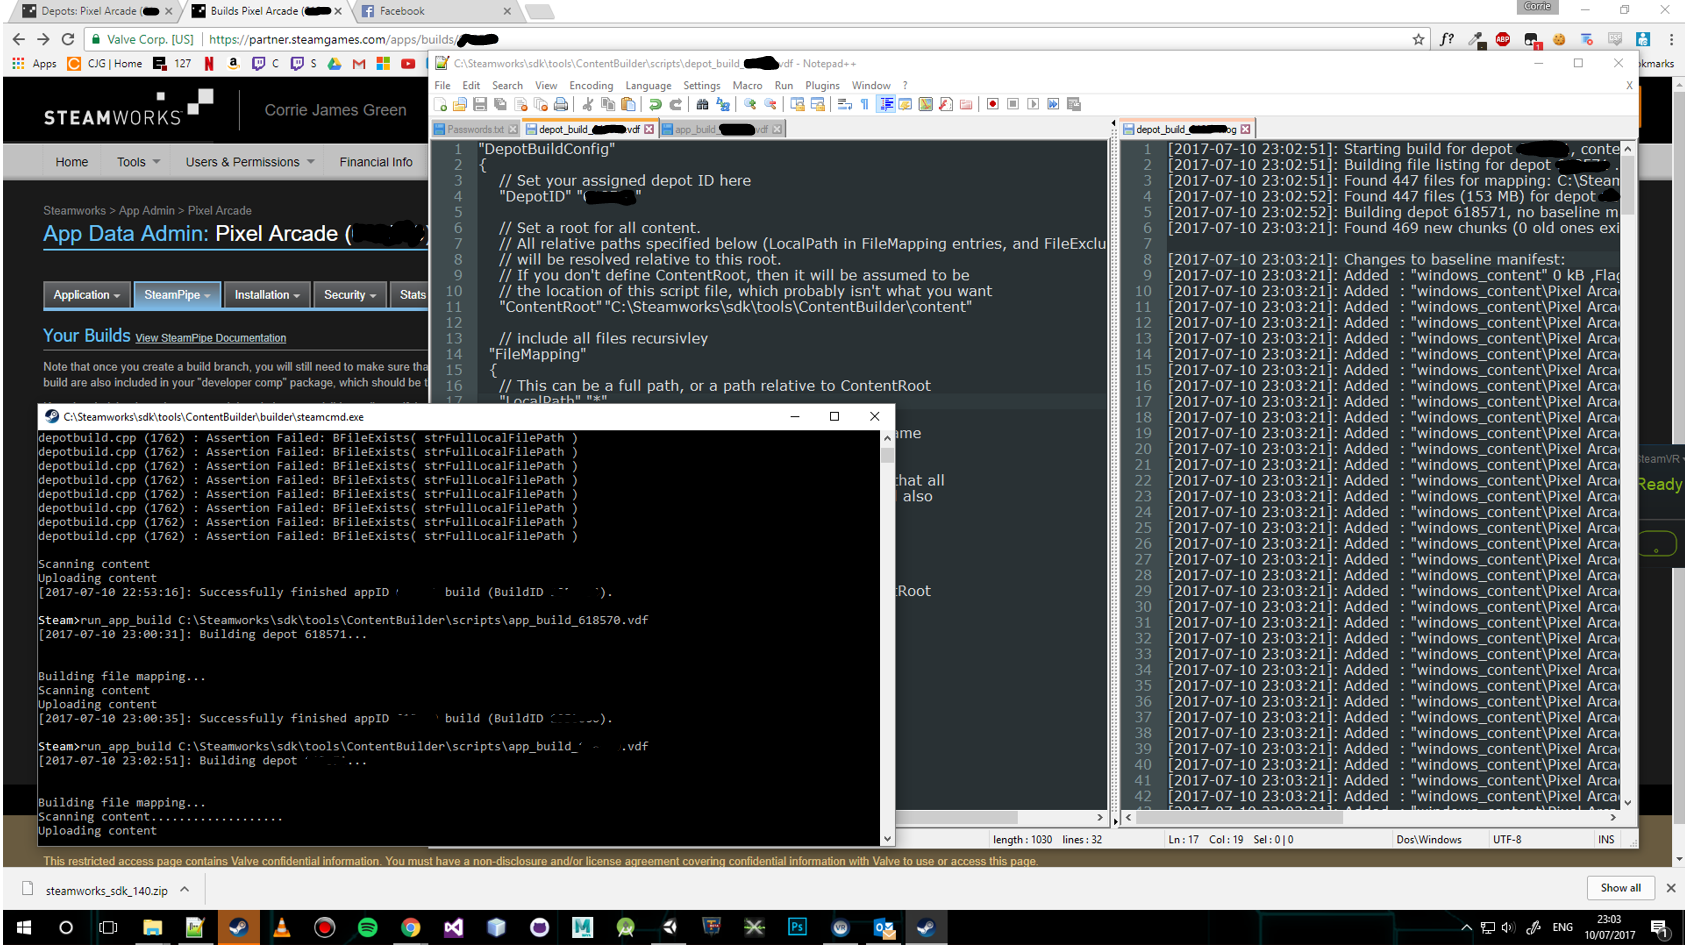 Depots: Pixel Arcade (
Builds Pixel Arcade (
Facebook
Corrie
Valve Corp. [US]
https://partner.steamgames.com/apps/builds/
Apps
CJG | Home
127
C
S
okmarks
STEAMWORKS
Corrie James Green
Home
Tools
Users & Permissions
Financial Info
Steamworks > App Admin > Pixel Arcade
App Data Admin: Pixel Arcade (
Application
SteamPipe
Installation
Security
Stats
Your Builds View SteamPipe Documentation
Note that once you create a build branch, you will still need to make sure tha
build are also included in your "developer comp" package, which should be t
C:\Steamworks\sdk\tools\ContentBuilder\scripts\depot_build_ vdf - Notepad++
File Edit Search View Encoding Language Settings Macro Run Plugins Window ?
X
Passwords.txt
depot_build_ .vdf
app_build_ vdf
depot_build_ og
1 "DepotBuildConfig"
2 {
3 // Set your assigned depot ID here
4 "DepotID" " "
5
6 // Set a root for all content.
7 // All relative paths specified below (LocalPath in FileMapping entries, and FileExclu
8 // will be resolved relative to this root.
9 // If you don't define ContentRoot, then it will be assumed to be
10 // the location of this script file, which probably isn't what you want
11 "ContentRoot" "C:\Steamworks\sdk\tools\ContentBuilder\content"
12
13 // include all files recursivley
14 "FileMapping"
15 {
16 // This can be a full path, or a path relative to ContentRoot
17 "LocalPath" "*"
ame
that all
also
tRoot
1 [2017-07-10 23:02:51]: Starting build for depot , conte
2 [2017-07-10 23:02:51]: Building file listing for depot
3 [2017-07-10 23:02:51]: Found 447 files for mapping: C:\Stean
4 [2017-07-10 23:02:52]: Found 447 files (153 MB) for depot
5 [2017-07-10 23:02:52]: Building depot 618571, no baseline m
6 [2017-07-10 23:03:21]: Found 469 new chunks (0 old ones exi
7
8 [2017-07-10 23:03:21]: Changes to baseline manifest:
9 [2017-07-10 23:03:21]: Added : "windows_content" 0 kB ,Flag
10 [2017-07-10 23:03:21]: Added : "windows_content\Pixel Arca
11 [2017-07-10 23:03:21]: Added : "windows_content\Pixel Arca
12 [2017-07-10 23:03:21]: Added : "windows_content\Pixel Arca
13 [2017-07-10 23:03:21]: Added : "windows_content\Pixel Arca
14 [2017-07-10 23:03:21]: Added : "windows_content\Pixel Arca
15 [2017-07-10 23:03:21]: Added : "windows_content\Pixel Arca
16 [2017-07-10 23:03:21]: Added : "windows_content\Pixel Arca
17 [2017-07-10 23:03:21]: Added : "windows_content\Pixel Arca
18 [2017-07-10 23:03:21]: Added : "windows_content\Pixel Arca
19 [2017-07-10 23:03:21]: Added : "windows_content\Pixel Arca
20 [2017-07-10 23:03:21]: Added : "windows_content\Pixel Arca
21 [2017-07-10 23:03:21]: Added : "windows_content\Pixel Arca
22 [2017-07-10 23:03:21]: Added : "windows_content\Pixel Arca
23 [2017-07-10 23:03:21]: Added : "windows_content\Pixel Arca
24 [2017-07-10 23:03:21]: Added : "windows_content\Pixel Arca
25 [2017-07-10 23:03:21]: Added : "windows_content\Pixel Arca
26 [2017-07-10 23:03:21]: Added : "windows_content\Pixel Arca
27 [2017-07-10 23:03:21]: Added : "windows_content\Pixel Arca
28 [2017-07-10 23:03:21]: Added : "windows_content\Pixel Arca
29 [2017-07-10 23:03:21]: Added : "windows_content\Pixel Arca
30 [2017-07-10 23:03:21]: Added : "windows_content\Pixel Arca
31 [2017-07-10 23:03:21]: Added : "windows_content\Pixel Arca
32 [2017-07-10 23:03:21]: Added : "windows_content\Pixel Arca
33 [2017-07-10 23:03:21]: Added : "windows_content\Pixel Arca
34 [2017-07-10 23:03:21]: Added : "windows_content\Pixel Arca
35 [2017-07-10 23:03:21]: Added : "windows_content\Pixel Arca
36 [2017-07-10 23:03:21]: Added : "windows_content\Pixel Arca
37 [2017-07-10 23:03:21]: Added : "windows_content\Pixel Arca
38 [2017-07-10 23:03:21]: Added : "windows_content\Pixel Arca
39 [2017-07-10 23:03:21]: Added : "windows_content\Pixel Arca
40 [2017-07-10 23:03:21]: Added : "windows_content\Pixel Arca
41 [2017-07-10 23:03:21]: Added : "windows_content\Pixel Arca
42 [2017-07-10 23:03:21]: Added : "windows_content\Pixel Arca
SteamVR
Ready
C:\Steamworks\sdk\tools\ContentBuilder\builder\steamcmd.exe
depotbuild.cpp (1762) : Assertion Failed: BFileExists( strFullLocalFilePath )
depotbuild.cpp (1762) : Assertion Failed: BFileExists( strFullLocalFilePath )
depotbuild.cpp (1762) : Assertion Failed: BFileExists( strFullLocalFilePath )
depotbuild.cpp (1762) : Assertion Failed: BFileExists( strFullLocalFilePath )
depotbuild.cpp (1762) : Assertion Failed: BFileExists( strFullLocalFilePath )
depotbuild.cpp (1762) : Assertion Failed: BFileExists( strFullLocalFilePath )
depotbuild.cpp (1762) : Assertion Failed: BFileExists( strFullLocalFilePath )
depotbuild.cpp (1762) : Assertion Failed: BFileExists( strFullLocalFilePath )
Scanning content
Uploading content
[2017-07-10 22:53:16]: Successfully finished appID build (BuildID ).
Steam>run_app_build C:\Steamworks\sdk\tools\ContentBuilder\scripts\app_build_618570.vdf
[2017-07-10 23:00:31]: Building depot 618571...
Building file mapping...
Scanning content
Uploading content
[2017-07-10 23:00:35]: Successfully finished appID build (BuildID ).
Steam>run_app_build C:\Steamworks\sdk\tools\ContentBuilder\scripts\app_build_ .vdf
[2017-07-10 23:02:51]: Building depot ...
Building file mapping...
Scanning content...................
Uploading content
length : 1030 lines : 32
Ln : 17 Col : 19 Sel : 0 | 0
Dos\Windows
UTF-8
INS
This restricted access page contains Valve confidential information. You must have a non-disclosure and/or license agreement covering confidential information with Valve to use or access this page.
steamworks_sdk_140.zip
Show all
ENG
23:03
10/07/2017